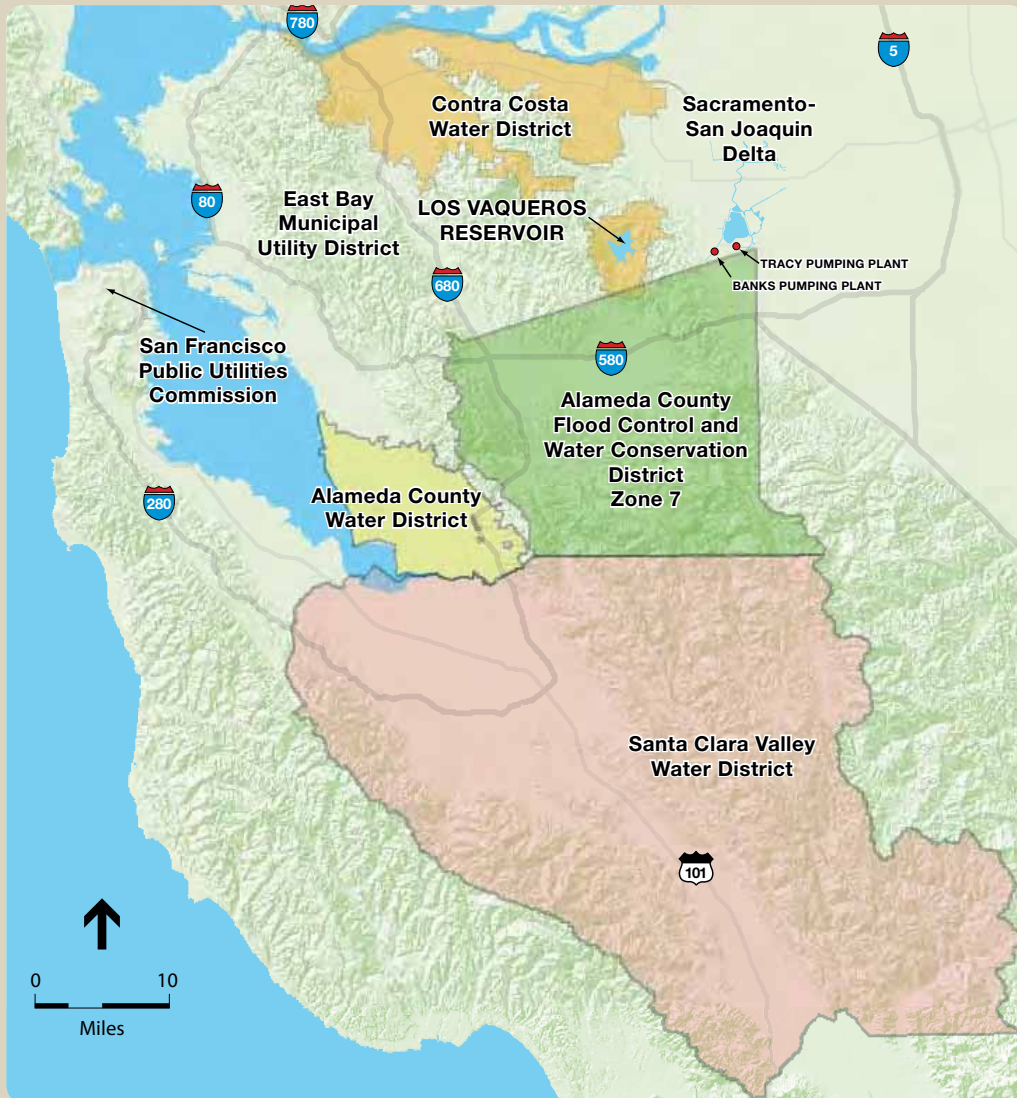 780
5
Contra Costa
Water District
Sacramento-
San Joaquin
Delta
80
East Bay
Municipal
Utility District
LOS VAQUEROS
RESERVOIR
680
TRACY PUMPING PLANT
BANKS PUMPING PLANT
San Francisco
Public Utilities
Commission
580
Alameda County
Flood Control and
Water Conservation
District
Zone 7
280
Alameda County
Water District
Santa Clara Valley
Water District
101
0 10
Miles